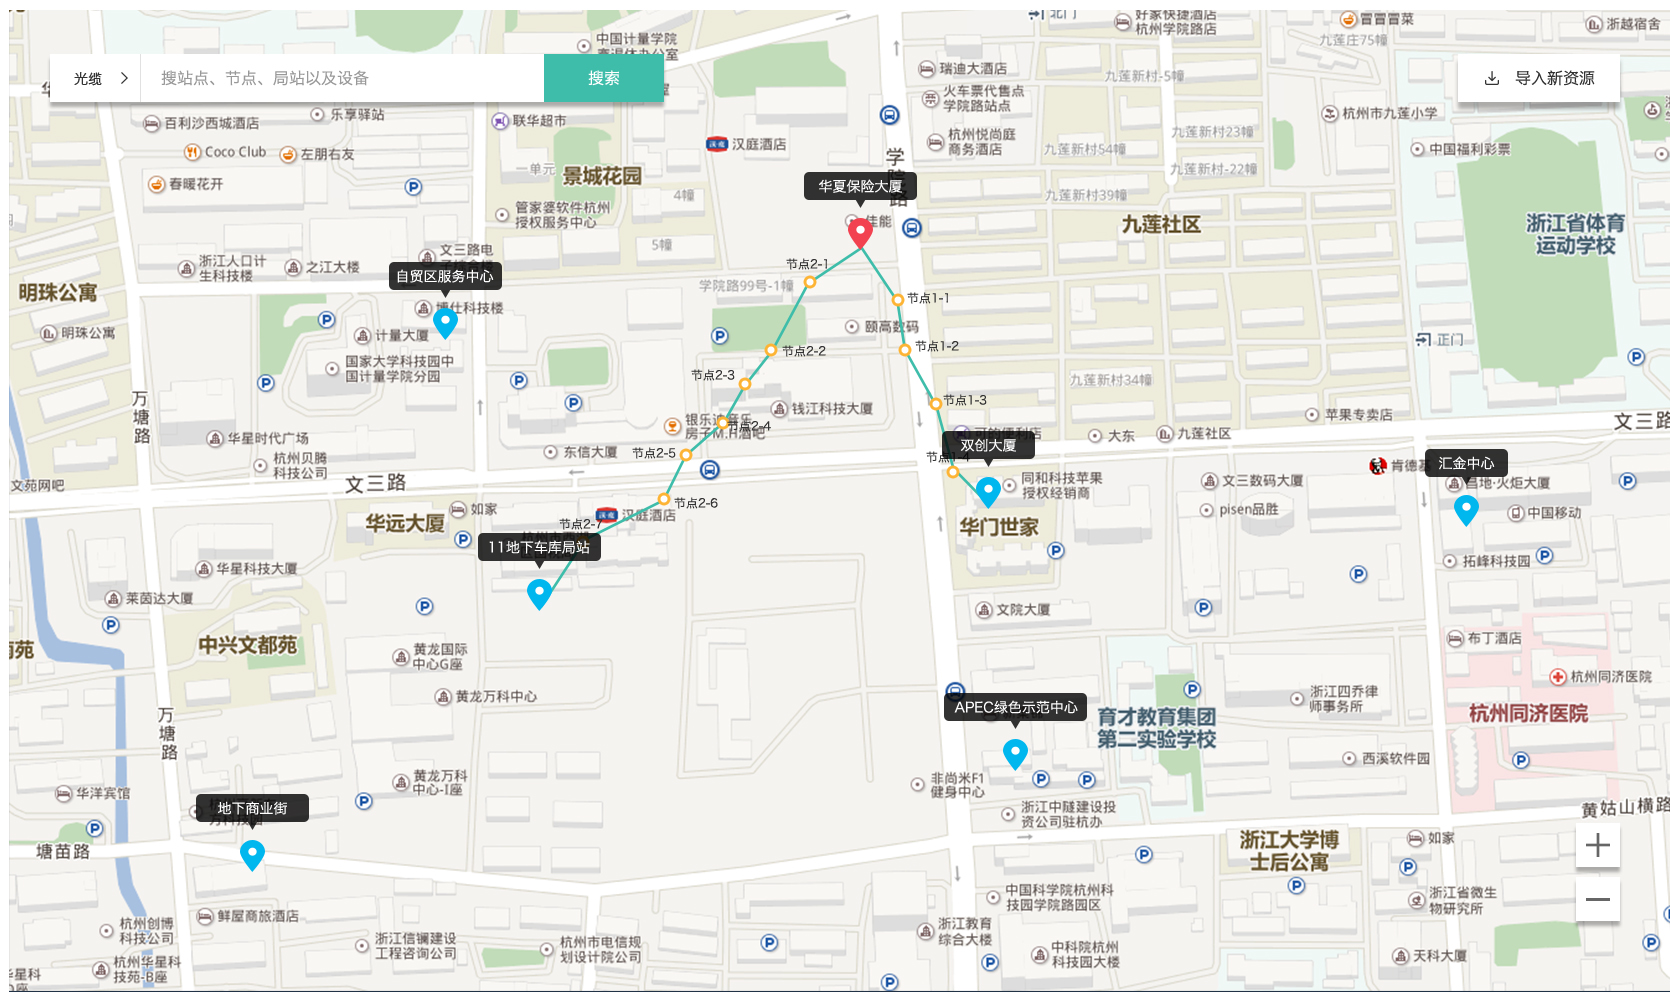 北门
好家快捷酒店
杭州学院路店
冒冒冒菜
九莲庄75幢
浙越宿舍
中国计量学院
光缆
搜站点、节点、局站以及设备
搜索
导入新资源
瑞迪大酒店
九莲新村-5幢
火车票代售点
学院路站点
百利沙西城酒店
乐享驿站
联华超市
杭州市九莲小学
Coco Club
左朋右友
汉庭酒店
杭州悦尚庭
商务酒店
九莲新村23幢
九莲新村54幢
九莲新村-22幢
中国福利彩票
春暖花开
一单元
景城花园
4幢
华夏保险大厦
学院路
九莲新村39幢
管家婆软件杭州
授权服务中心
佳能
九莲社区
浙江省体育
运动学校
5幢
文三路电
浙江人口计
生科技楼
之江大楼
自贸区服务中心
节点2-1
学院路99号-1幢
明珠公寓
博仕科技楼
节点1-1
明珠公寓
计量大厦
颐高数码
正门
国家大学科技园中
国计量学院分园
节点2-2
节点1-2
节点2-3
九莲新村34幢
万塘路
钱江科技大厦
节点1-3
苹果专卖店
文三路
节点2-4
华星时代广场
东信大厦
节点2-5
双创大厦
大东
九莲社区
杭州贝腾
科技公司
节点1-4
汇金中心
肯德基
文苑网吧
文三路
同和科技苹果
授权经销商
文三数码大厦
昌地·火炬大厦
如家
节点2-6
pisen品胜
中国移动
华远大厦
汉庭酒店
节点2-7
华门世家
11地下车库局站
拓峰科技园
华星科技大厦
莱茵达大厦
文院大厦
中兴文都苑
黄龙国际
中心G座
布丁酒店
杭州同济医院
黄龙万科中心
浙江四乔律
师事务所
APEC绿色示范中心
杭州同济医院
万塘路
育才教育集团
第二实验学校
西溪软件园
黄龙万科
中心-I座
非尚米F1
健身中心
华洋宾馆
地下商业街
浙江中隧建设投
资公司驻杭办
黄姑山横路
塘苗路
浙江大学博
士后公寓
如家
中国科学院杭州科
技园学院路园区
浙江省微生
物研究所
鲜屋商旅酒店
杭州创博
科技公司
浙江信镧建设
工程咨询公司
杭州市电信规
划设计院公司
浙江教育
综合大楼
中科院杭州
科技园大楼
天科大厦
杭州华星科
技苑-B座